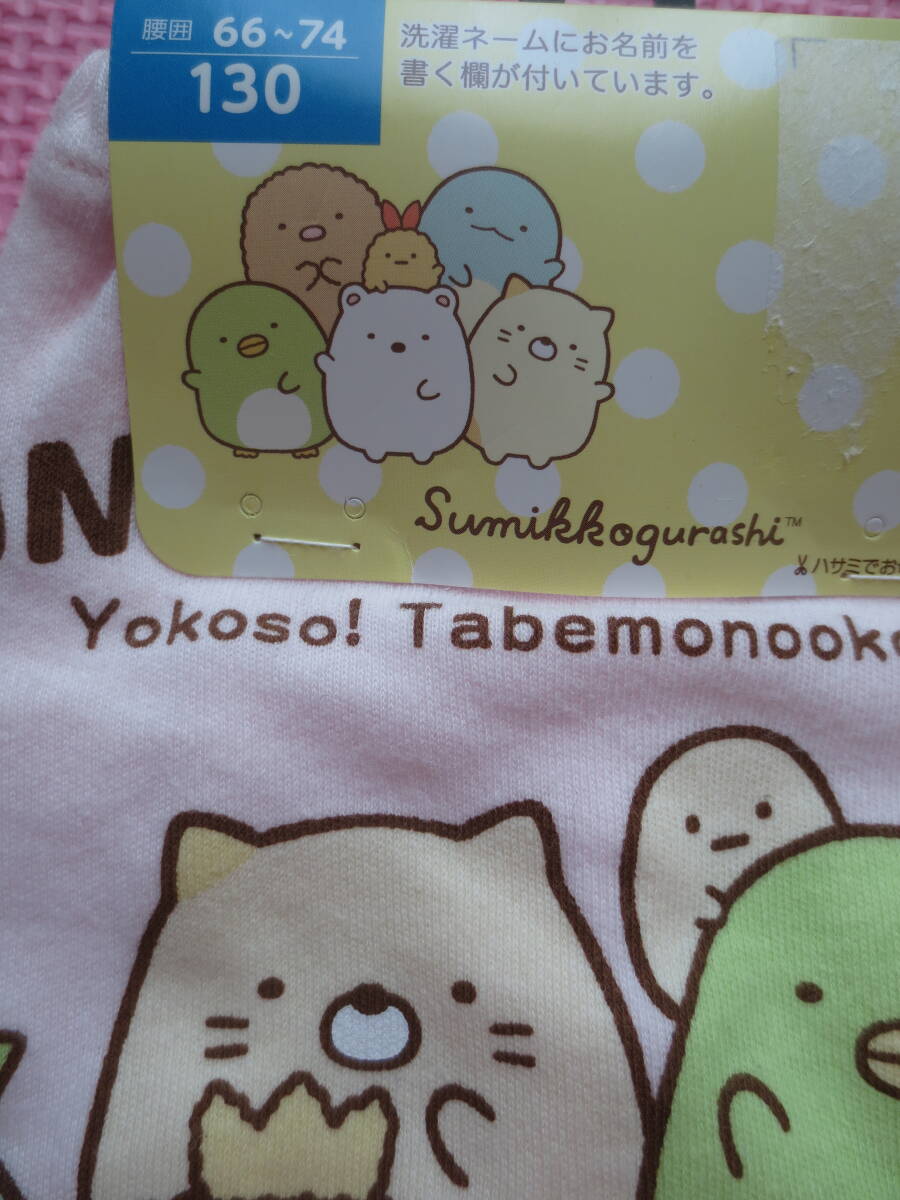 腰囲 66~74
130
洗濯ネームにお名前を
書く欄が付いています。
Sumikkogurashi™
ハサミでお
N
Yokoso! Tabemonooko